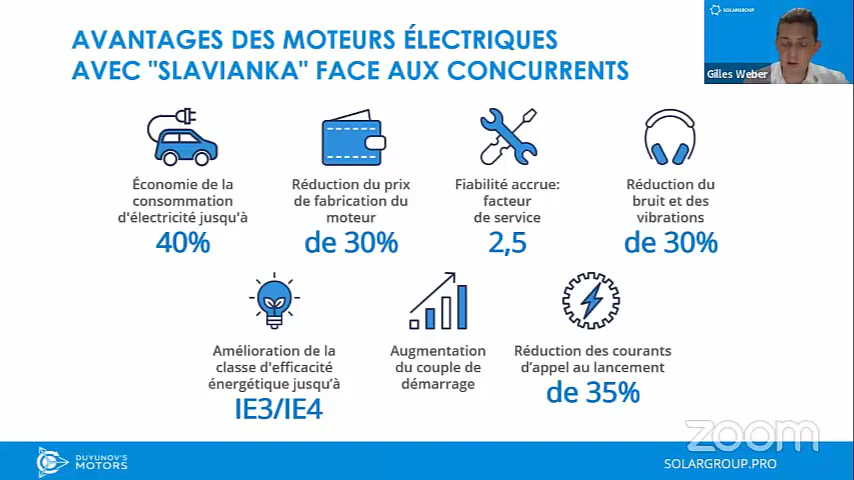 AVANTAGES DES MOTEURS ÉLECTRIQUES
AVEC "SLAVIANKA" FACE AUX CONCURRENTS
SOLARGROUP
Gilles Weber
Économie de la
consommation
d'électricité jusqu'à
40%
Réduction du prix
de fabrication du
moteur
de 30%
Fiabilité accrue:
facteur
de service
2,5
Réduction du
bruit et des
vibrations
de 30%
Amélioration de la
classe d'efficacité
énergétique jusqu'à
IE3/IE4
Augmentation
du couple de
démarrage
Réduction des courants
d'appel au lancement
de 35%
zoom
DUYUNOV'S
MOTORS
SOLARGROUP.PRO